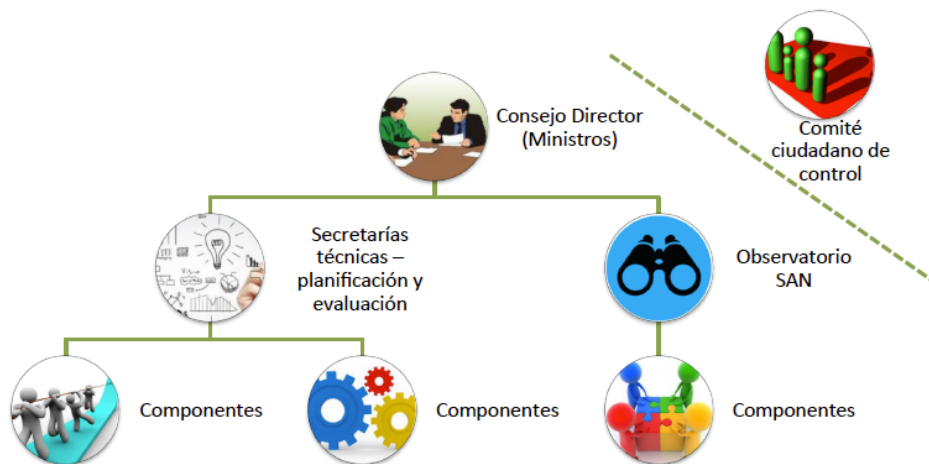 Consejo Director
(Ministros)
Comité
ciudadano de
control
Secretarías
técnicas –
planificación y
evaluación
Observatorio
SAN
Componentes
Componentes
Componentes